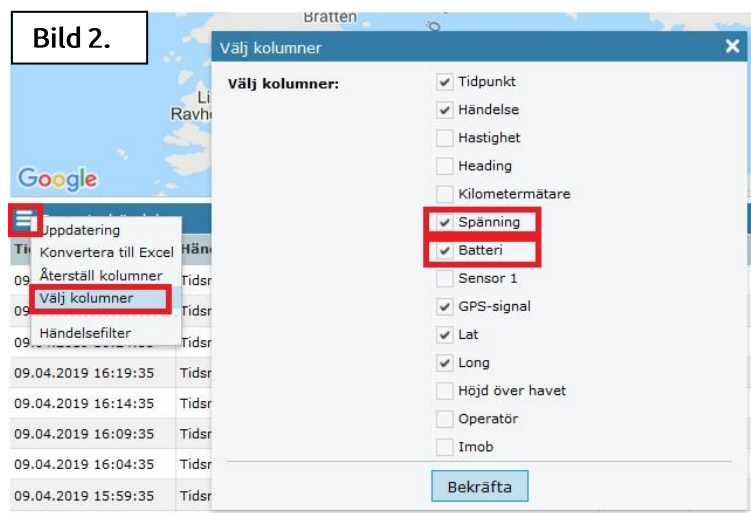 Bratten
Bild 2.
Välj kolumner
Välj kolumner:
Tidpunkt
Händelse
Hastighet
Heading
Kilometermätare
Spänning
Batteri
Sensor 1
GPS-signal
Lat
Long
Höjd över havet
Operatör
Imob
Bekräfta
Li
Ravh
Google
Uppdatering
Konvertera till Excel
Återställ kolumner
Välj kolumner
Händelsefilter
Ti
Hän
09
Tidsr
09
Tidsr
09
Tidsr
09.04.2019 16:19:35 Tidsr
09.04.2019 16:14:35 Tidsr
09.04.2019 16:09:35 Tidsr
09.04.2019 16:04:35 Tidsr
09.04.2019 15:59:35 Tidsr